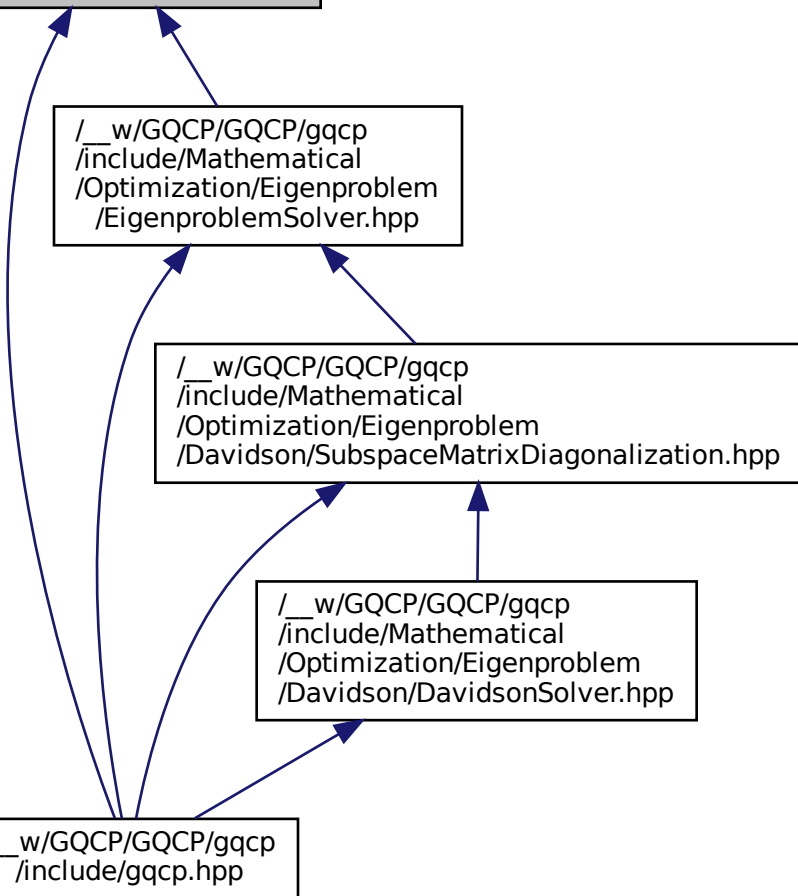 /__w/GQCP/GQCP/gqcp
/include/Mathematical
/Optimization/Eigenproblem
/EigenproblemSolver.hpp
/__w/GQCP/GQCP/gqcp
/include/Mathematical
/Optimization/Eigenproblem
/Davidson/SubspaceMatrixDiagonalization.hpp
/__w/GQCP/GQCP/gqcp
/include/Mathematical
/Optimization/Eigenproblem
/Davidson/DavidsonSolver.hpp
__w/GQCP/GQCP/gqcp
/include/gqcp.hpp